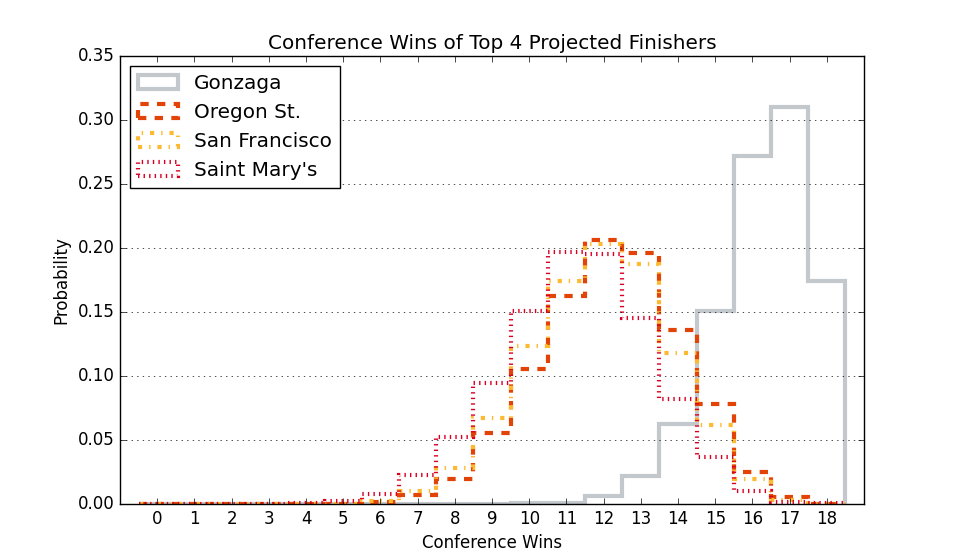 Conference Wins of Top 4 Projected Finishers
0.35
0.30
0.25
0.20
0.15
0.10
0.05
0.00
Probability
Gonzaga
Oregon St.
San Francisco
Saint Mary's
0 1 2 3 4 5 6 7 8 9 10 11 12 13 14 15 16 17 18
Conference Wins